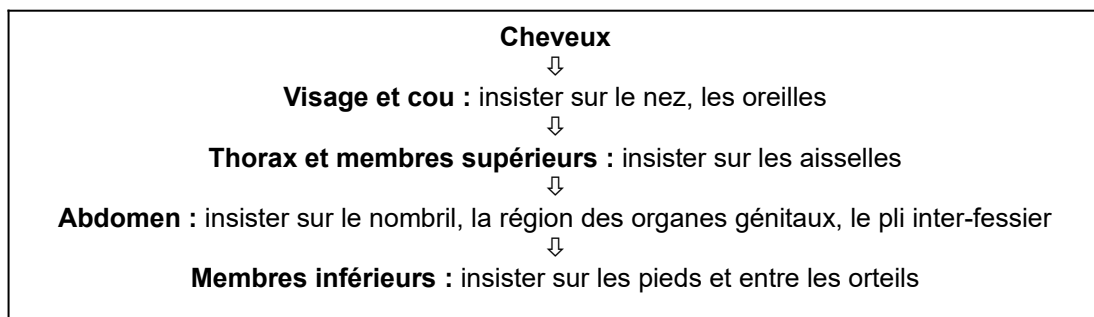 Cheveux
⇩
Visage et cou : insister sur le nez, les oreilles
⇩
Thorax et membres supérieurs : insister sur les aisselles
⇩
Abdomen : insister sur le nombril, la région des organes génitaux, le pli inter-fessier
⇩
Membres inférieurs : insister sur les pieds et entre les orteils